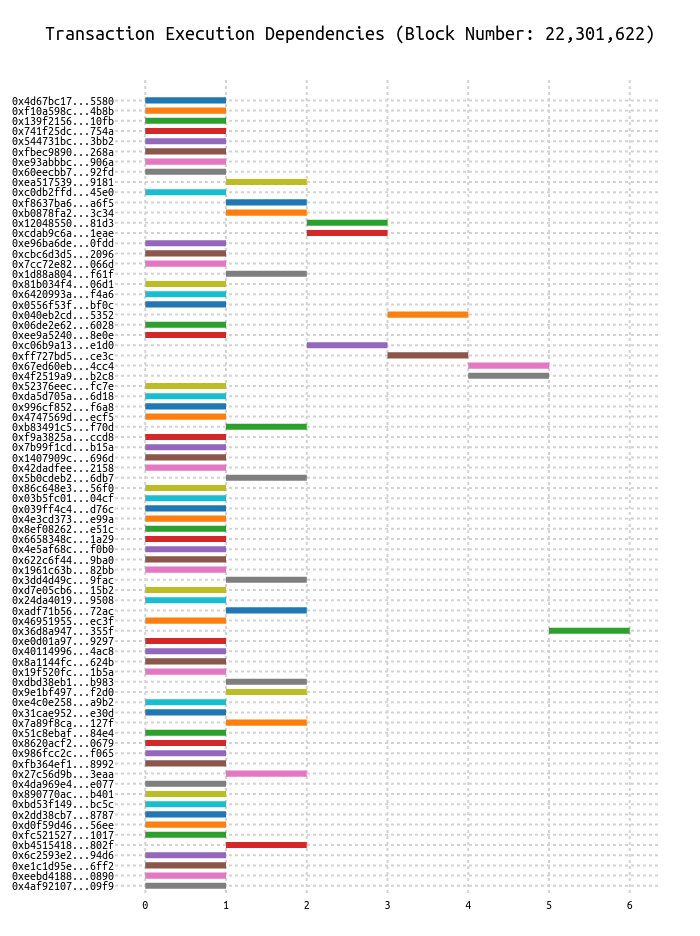 Transaction Execution Dependencies (Block Number: 22,301,622)
0x4d67bc17...5580
0xf10a598c...4b8b
0x139f2156...10fb
0x741f25dc...754a
0x544731bc...3bb2
0xfbec9890...268a
0xe93abbbc...906a
0x60eecbb7...92fd
0xea517539...9181
0xc0db2ffd...45e0
0xf8637ba6...a6f5
0xb0878fa2...3c34
0x12048550...81d3
0xcdab9c6a...1eae
0xe96ba6de...0fdd
0xcbc6d3d5...2096
0x7cc72e82...066d
0x1d88a804...f61f
0x81b034f4...06d1
0x6420993a...f4a6
0x0556f53f...bf0c
0x040eb2cd...5352
0x06de2e62...6028
0xee9a5240...8e0e
0xc06b9a13...e1d0
0xff727bd5...ce3c
0x67ed60eb...4cc4
0x4f2519a9...b2c8
0x52376eec...fc7e
0xda5d705a...6d18
0x996cf852...f6a8
0x4747569d...ecf5
0xb83491c5...f70d
0xf9a3825a...ccd8
0x7b99f1cd...b15a
0x1407909c...696d
0x42dadfee...2158
0x5b0cdeb2...6db7
0x86c648e3...56f0
0x03b5fc01...04cf
0x039ff4c4...d76c
0x4e3cd373...e99a
0x8ef08262...e51c
0x6658348c...1a29
0x4e5af68c...f0b0
0x622c6f44...9ba0
0x1961c63b...82bb
0x3dd4d49c...9fac
0xd7e05cb6...15b2
0x24da4019...9508
0xadf71b56...72ac
0x46951955...ec3f
0x36d8a947...355f
0xe0d01a97...9297
0x40114996...4ac8
0x8a1144fc...624b
0x19f520fc...1b5a
0xdbd38eb1...b983
0x9e1bf497...f2d0
0xe4c0e258...a9b2
0x31cae952...e30d
0x7a89f8ca...127f
0x51c8ebaf...84e4
0x8620acf2...0679
0x986fcc2c...f065
0xfb364ef1...8992
0x27c56d9b...3eaa
0x4da969e4...e077
0x890770ac...b401
0xbd53f149...bc5c
0x2dd38cb7...8787
0xd0f59d46...56ee
0xfc521527...1017
0xb4515418...802f
0x6c2593e2...94d6
0xe1c1d95e...6ff2
0xeebd4188...0890
0x4af92107...09f9
0 1 2 3 4 5 6